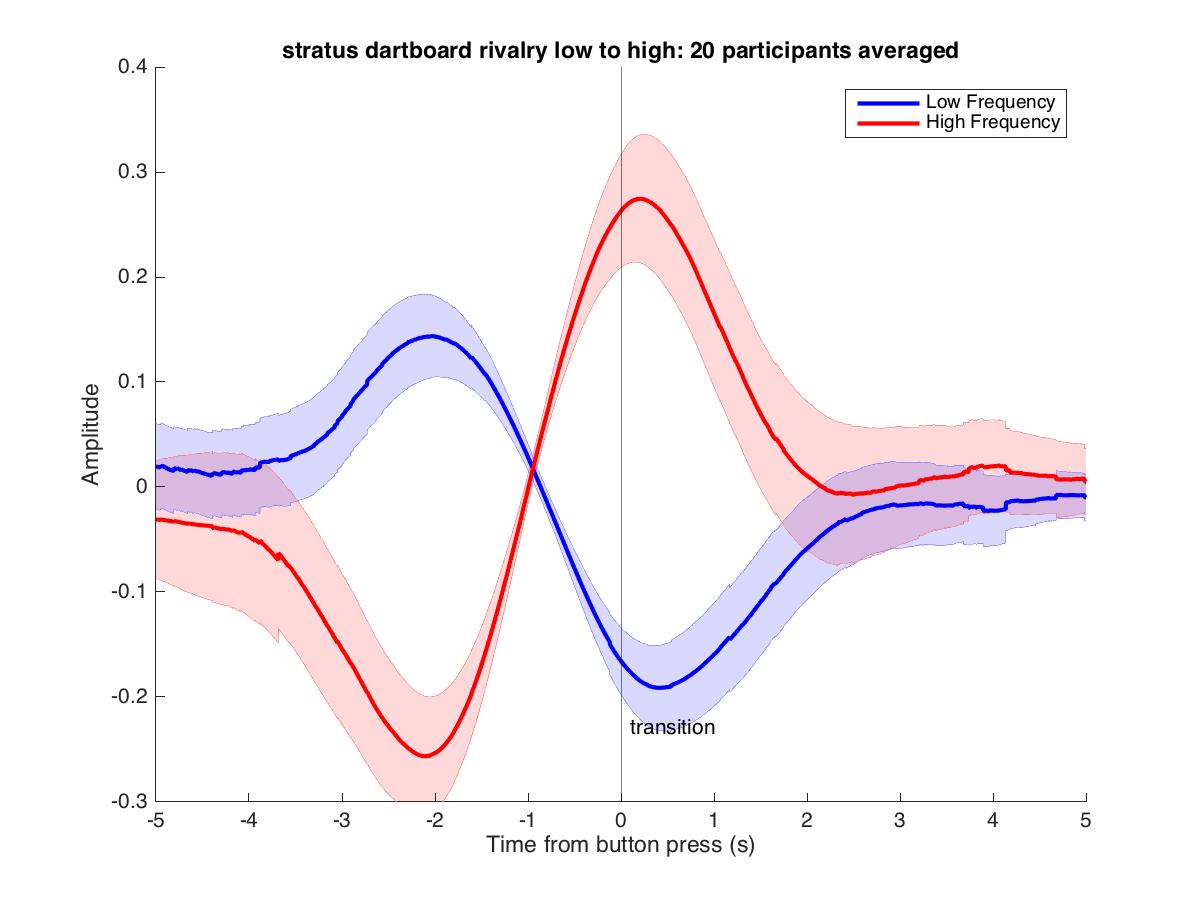 stratus dartboard rivalry low to high: 20 participants averaged
Low Frequency
High Frequency
0.4
0.3
0.2
0.1
0
-0.1
-0.2
-0.3
Amplitude
transition
-5 -4 -3 -2 -1 0 1 2 3 4 5
Time from button press (s)